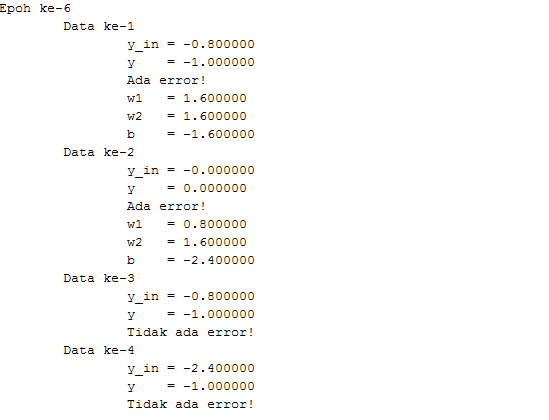 Epoh ke-6
Data ke-1
y_in = -0.800000
y = -1.000000
Ada error!
w1 = 1.600000
w2 = 1.600000
b = -1.600000
Data ke-2
y_in = -0.000000
y = 0.000000
Ada error!
w1 = 0.800000
w2 = 1.600000
b = -2.400000
Data ke-3
y_in = -0.800000
y = -1.000000
Tidak ada error!
Data ke-4
y_in = -2.400000
y = -1.000000
Tidak ada error!